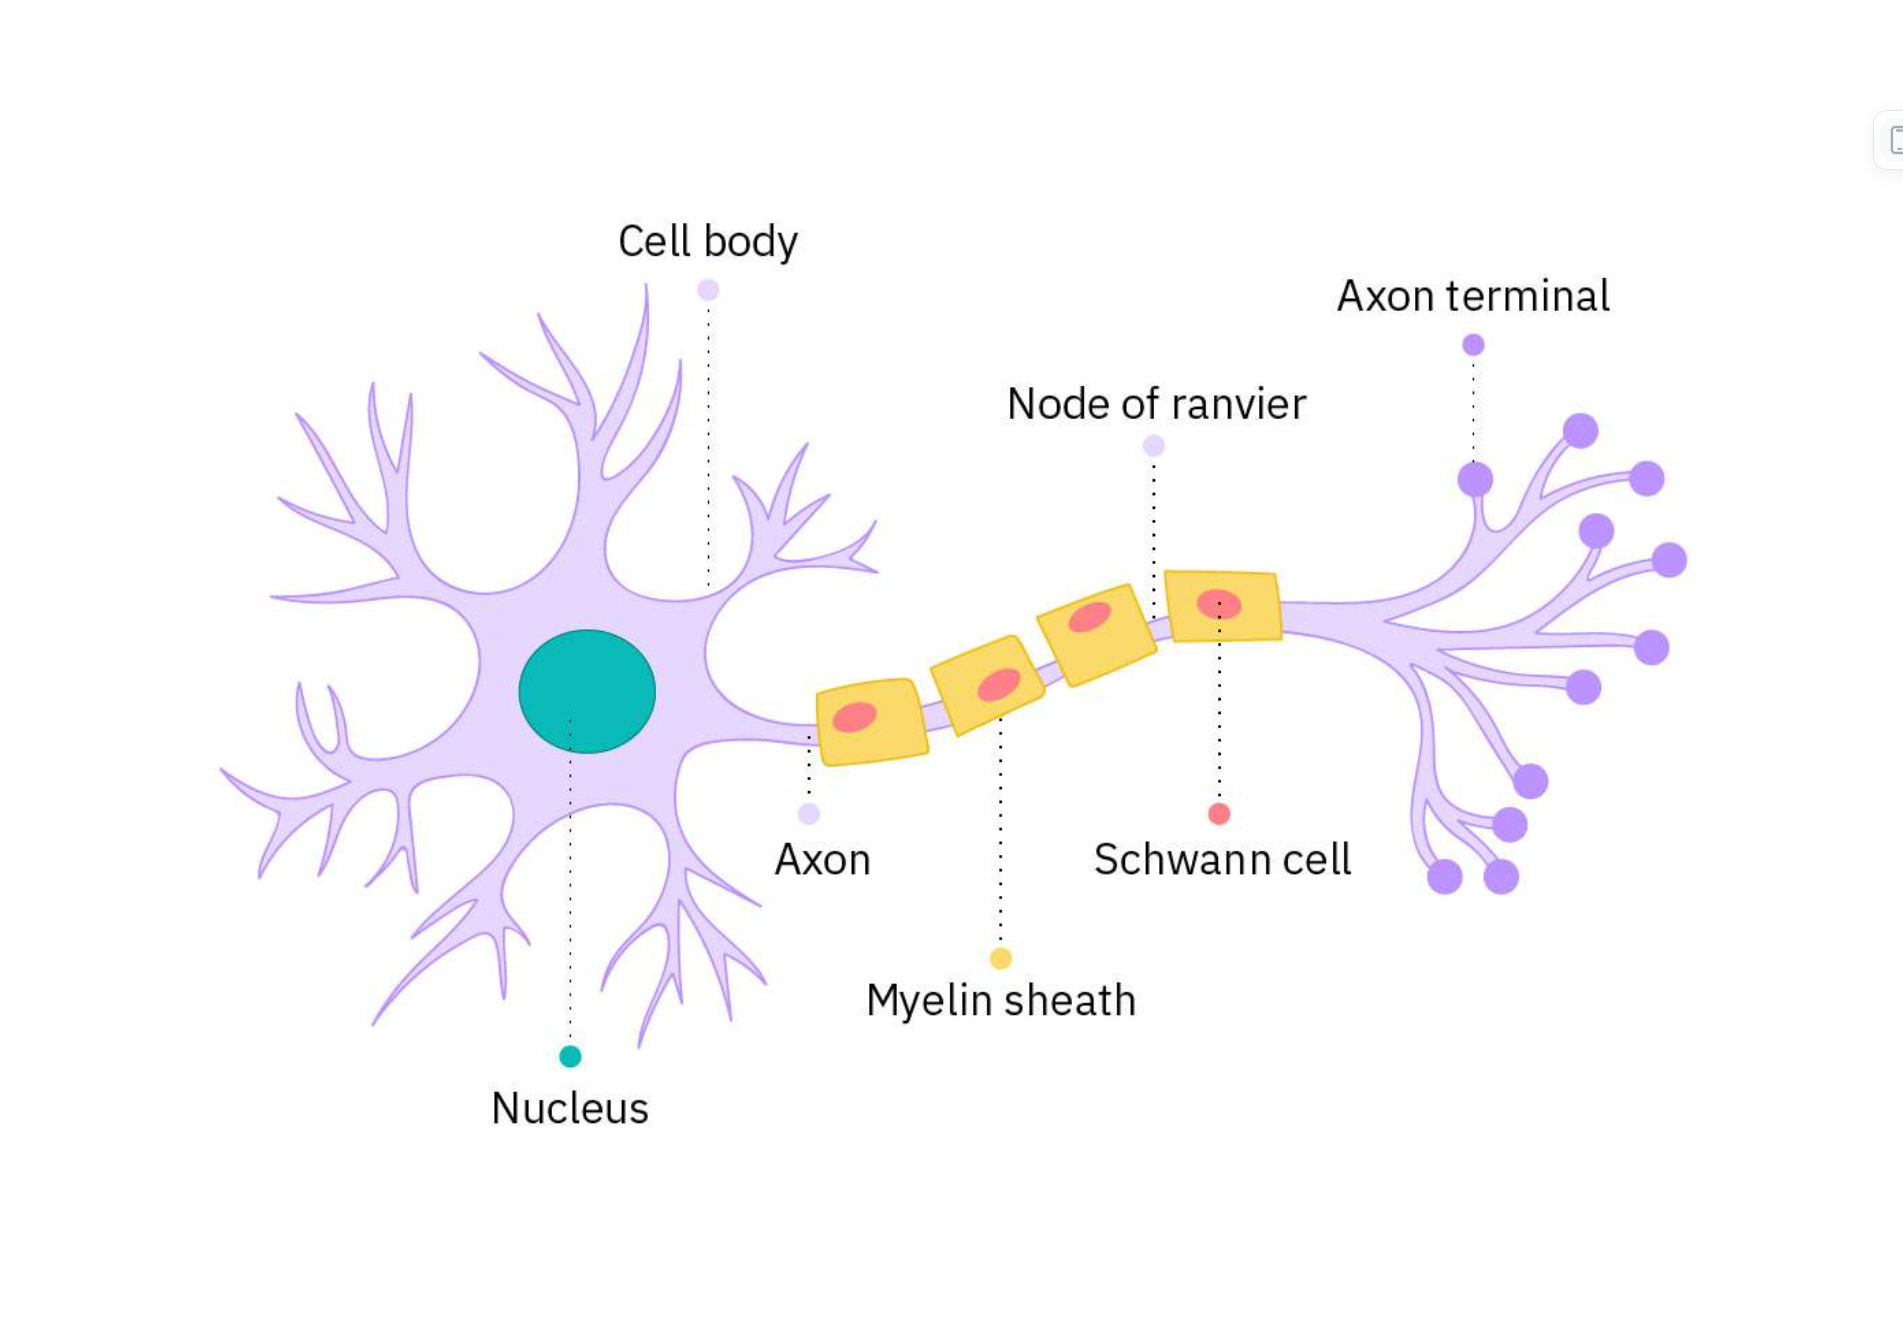 Cell body
Axon terminal
Node of ranvier
Axon
Schwann cell
Myelin sheath
Nucleus